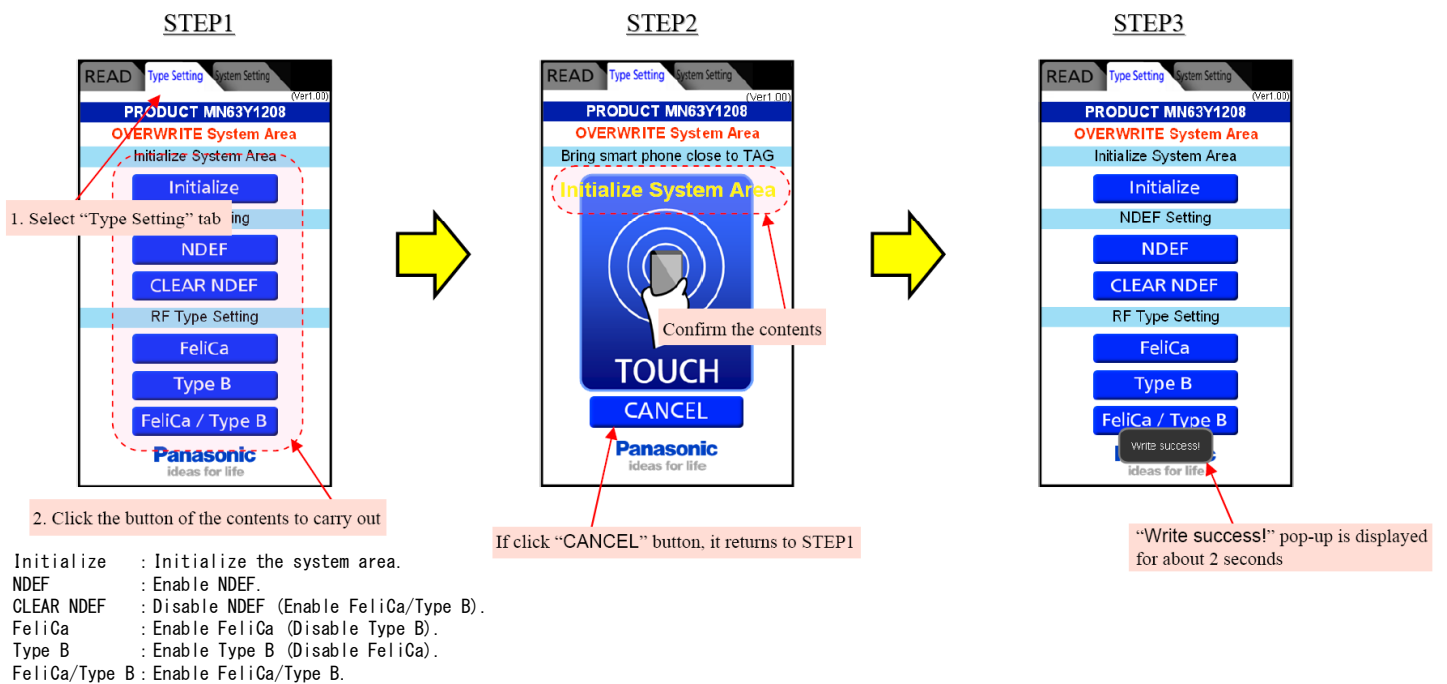 STEP1
READ Type Setting System Setting
(Ver1.00)
PRODUCT MN63Y1208
OVERWRITE System Area
Initialize System Area
Initialize
1. Select “Type Setting” tab
ing
NDEF
CLEAR NDEF
RF Type Setting
FeliCa
Type B
FeliCa / Type B
Panasonic
ideas for life
2. Click the button of the contents to carry out
STEP2
READ Type Setting System Setting
(Ver1.00)
PRODUCT MN63Y1208
OVERWRITE System Area
Bring smart phone close to TAG
Initialize System Area
Confirm the contents
TOUCH
CANCEL
Panasonic
ideas for life
If click “CANCEL” button, it returns to STEP1
STEP3
READ Type Setting System Setting
(Ver1.00)
PRODUCT MN63Y1208
OVERWRITE System Area
Initialize System Area
Initialize
NDEF Setting
NDEF
CLEAR NDEF
RF Type Setting
FeliCa
Type B
FeliCa / Type B
Write success!
ideas for life
“Write success!” pop-up is displayed
for about 2 seconds
Initialize : Initialize the system area.
NDEF : Enable NDEF.
CLEAR NDEF : Disable NDEF (Enable FeliCa/Type B).
FeliCa : Enable FeliCa (Disable Type B).
Type B : Enable Type B (Disable FeliCa).
FeliCa/Type B : Enable FeliCa/Type B.